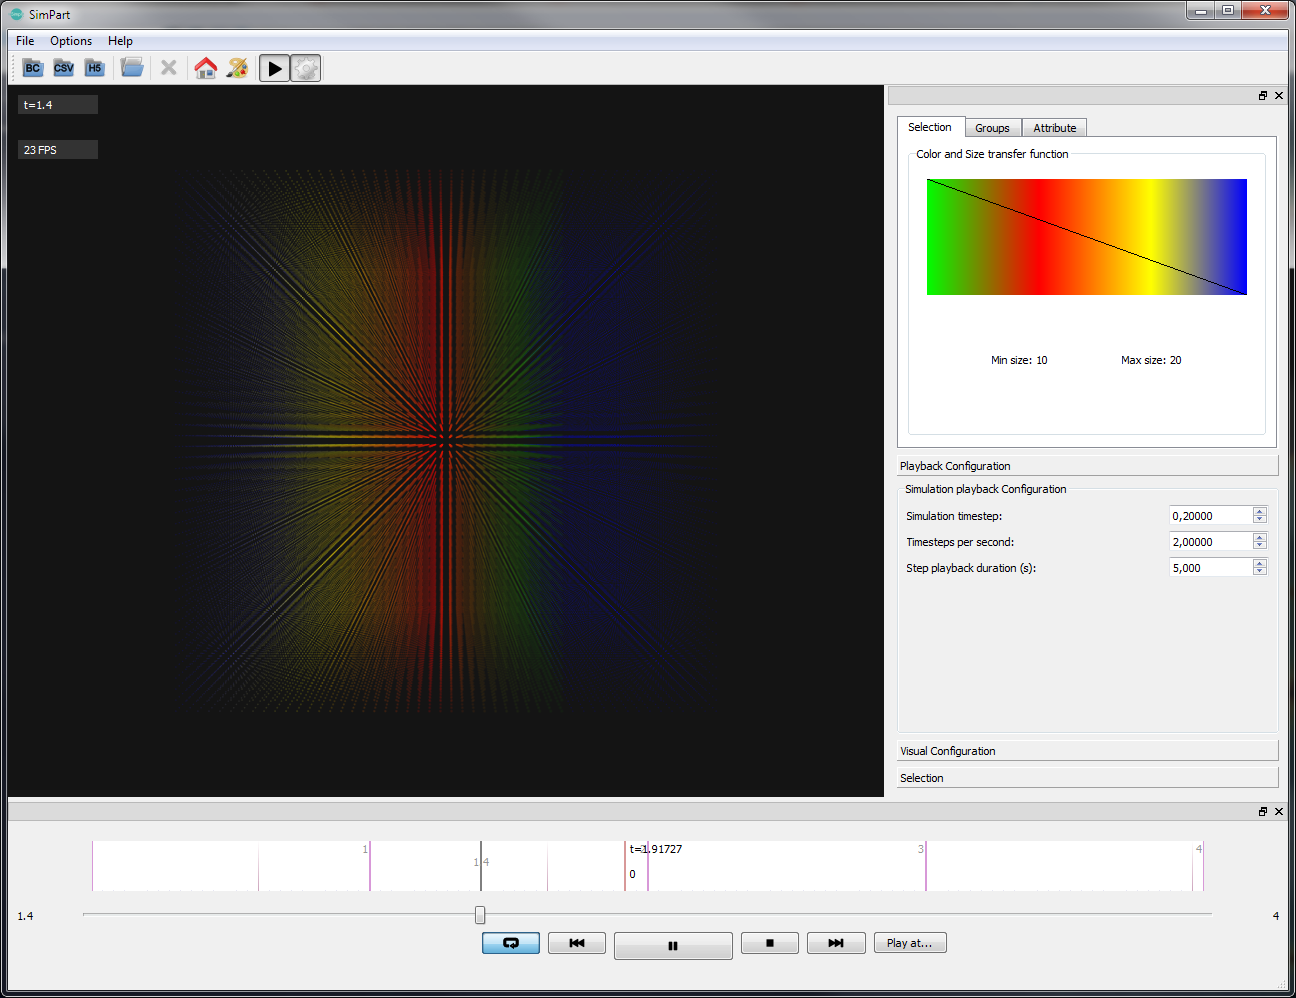 SimPart
File Options Help
BC CSV H5
t=1.4
23 FPS
Selection Groups Attribute
Color and Size transfer function
Min size: 10 Max size: 20
Playback Configuration
Simulation playback Configuration
Simulation timestep: 0,20000
Timesteps per second: 2,00000
Step playback duration (s): 5,000
Visual Configuration
Selection
1 t=1.91727 3 4
1.4
0
1.4 4
Play at...